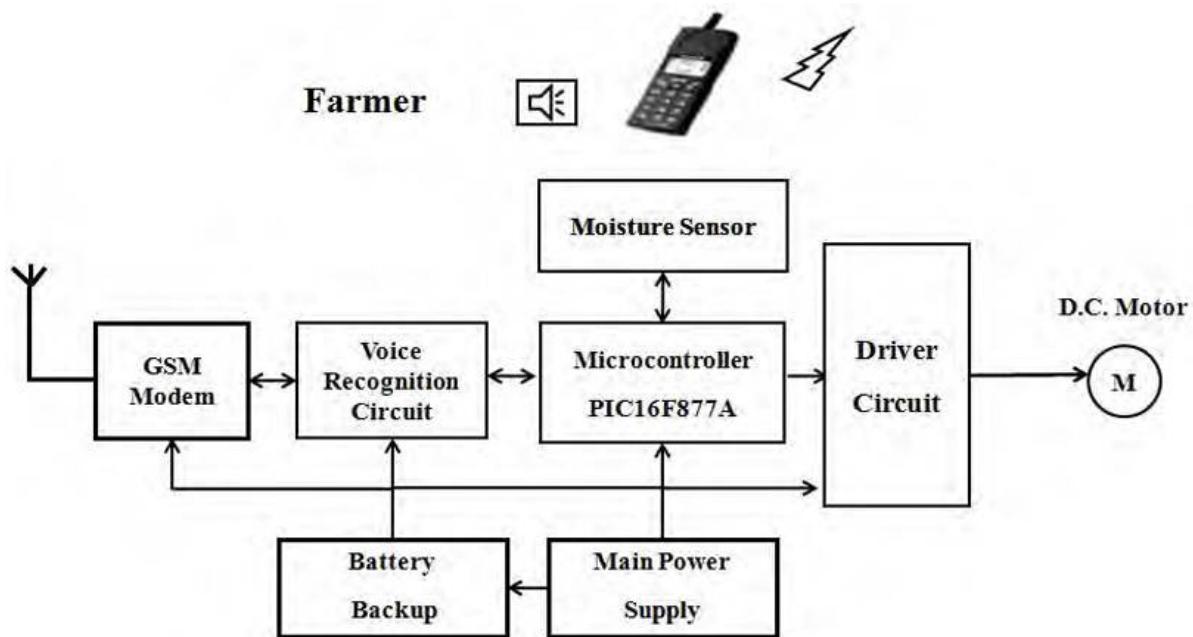 Farmer
Moisture Sensor
D.C. Motor
GSM
Modem
Voice
Recognition
Circuit
Microcontroller
PIC16F877A
Driver
Circuit
M
Battery
Backup
Main Power
Supply